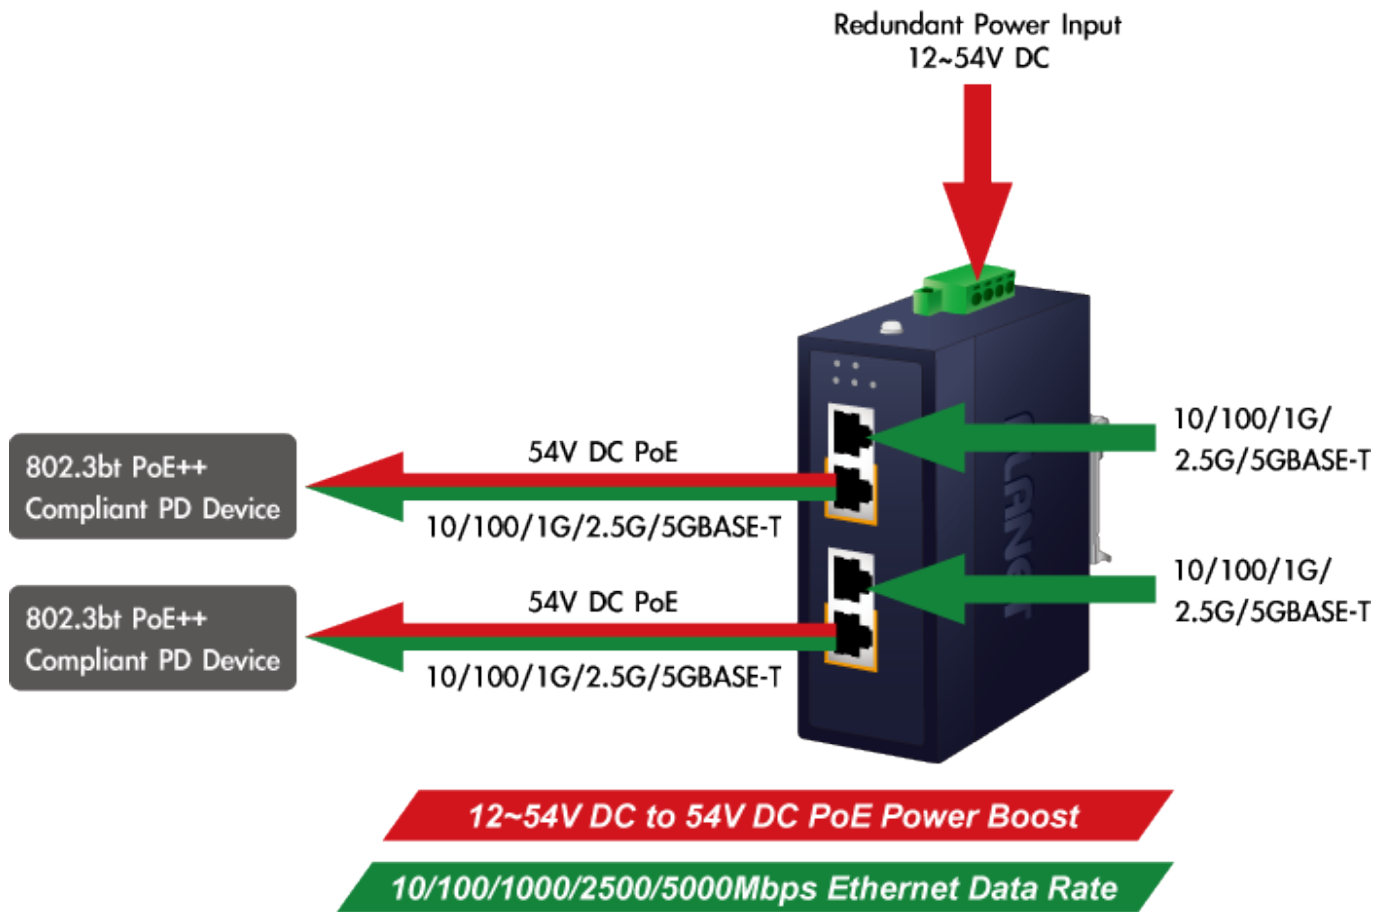 Redundant Power Input
12~54V DC
10/100/1G/
2.5G/5GBASE-T
802.3bt PoE++
Compliant PD Device
54V DC PoE
10/100/1G/2.5G/5GBASE-T
PLANET
10/100/1G/
2.5G/5GBASE-T
802.3bt PoE++
Compliant PD Device
54V DC PoE
10/100/1G/2.5G/5GBASE-T
12~54V DC to 54V DC PoE Power Boost
10/100/1000/2500/5000Mbps Ethernet Data Rate